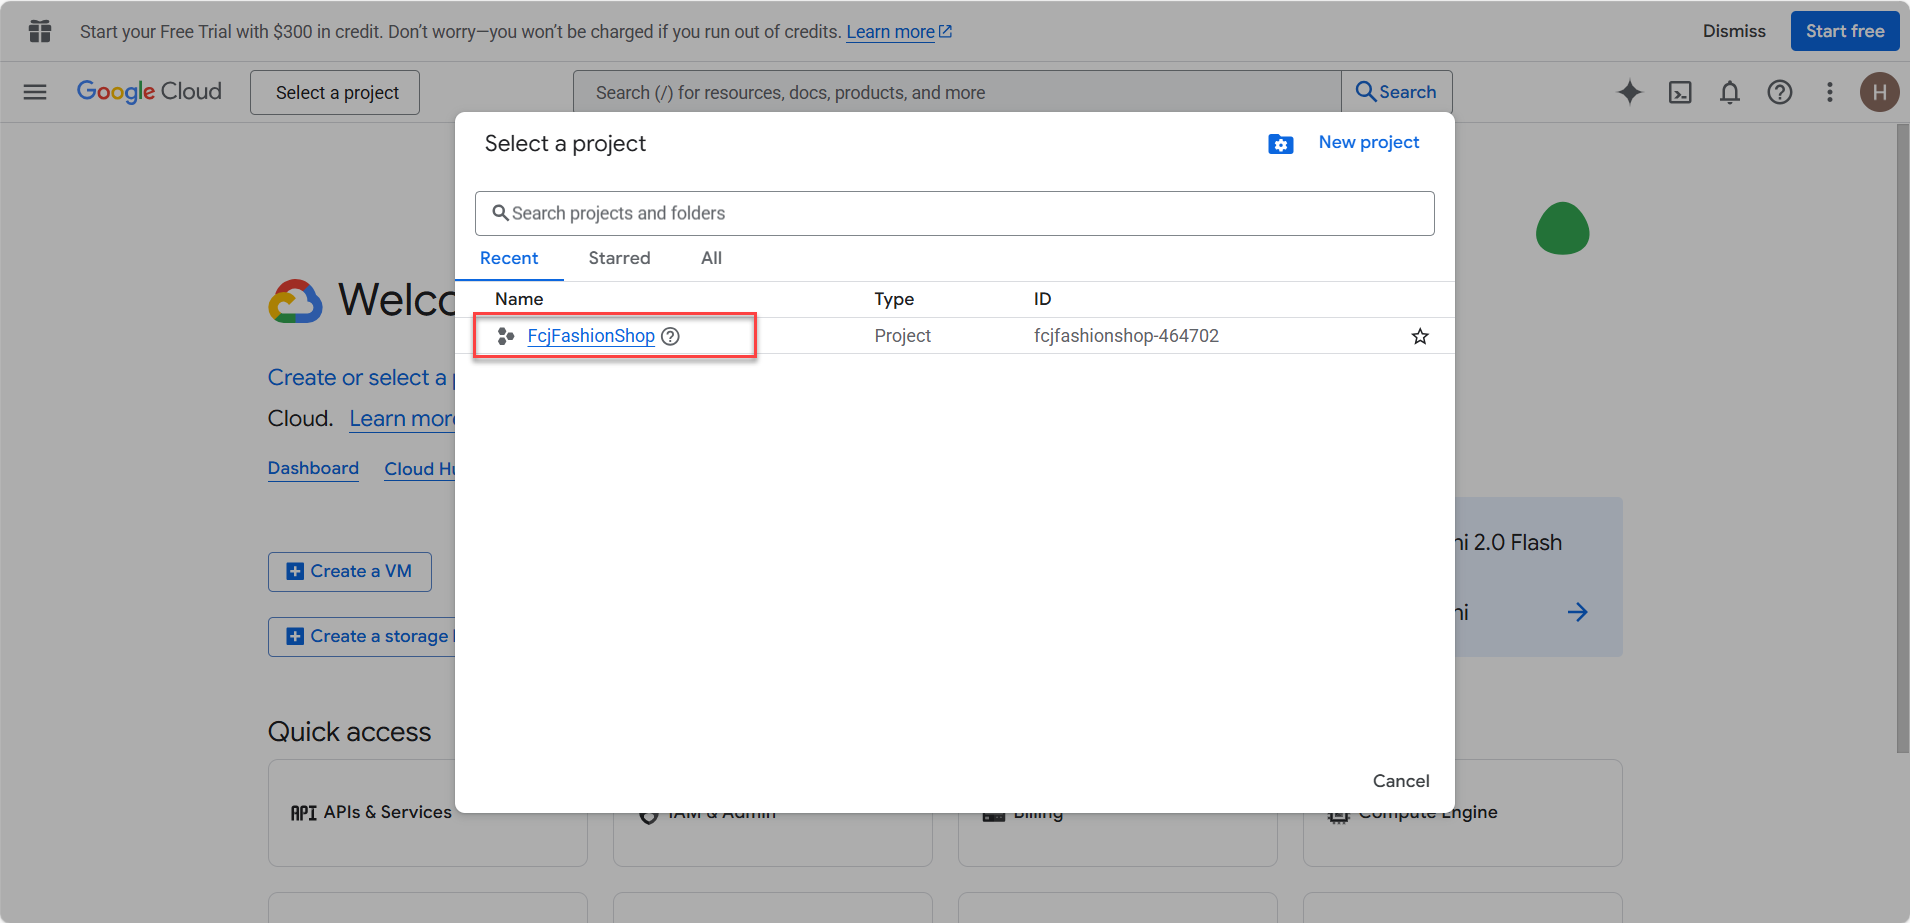 Start your Free Trial with $300 in credit. Don’t worry—you won’t be charged if you run out of credits. Learn more
Dismiss
Start free
Google Cloud
Select a project
Search (/) for resources, docs, products, and more
Search
H
Select a project
New project
Search projects and folders
Recent
Starred
All
Name
Type
ID
FcjFashionShop
Project
fcjfashionshop-464702
Welco
Create or select a
Cloud. Learn more
Dashboard
Cloud Hu
ni 2.0 Flash
ni
Create a VM
Create a storage
Quick access
Cancel
API APIs & Services
IAM & Admin
Billing
Compute Engine